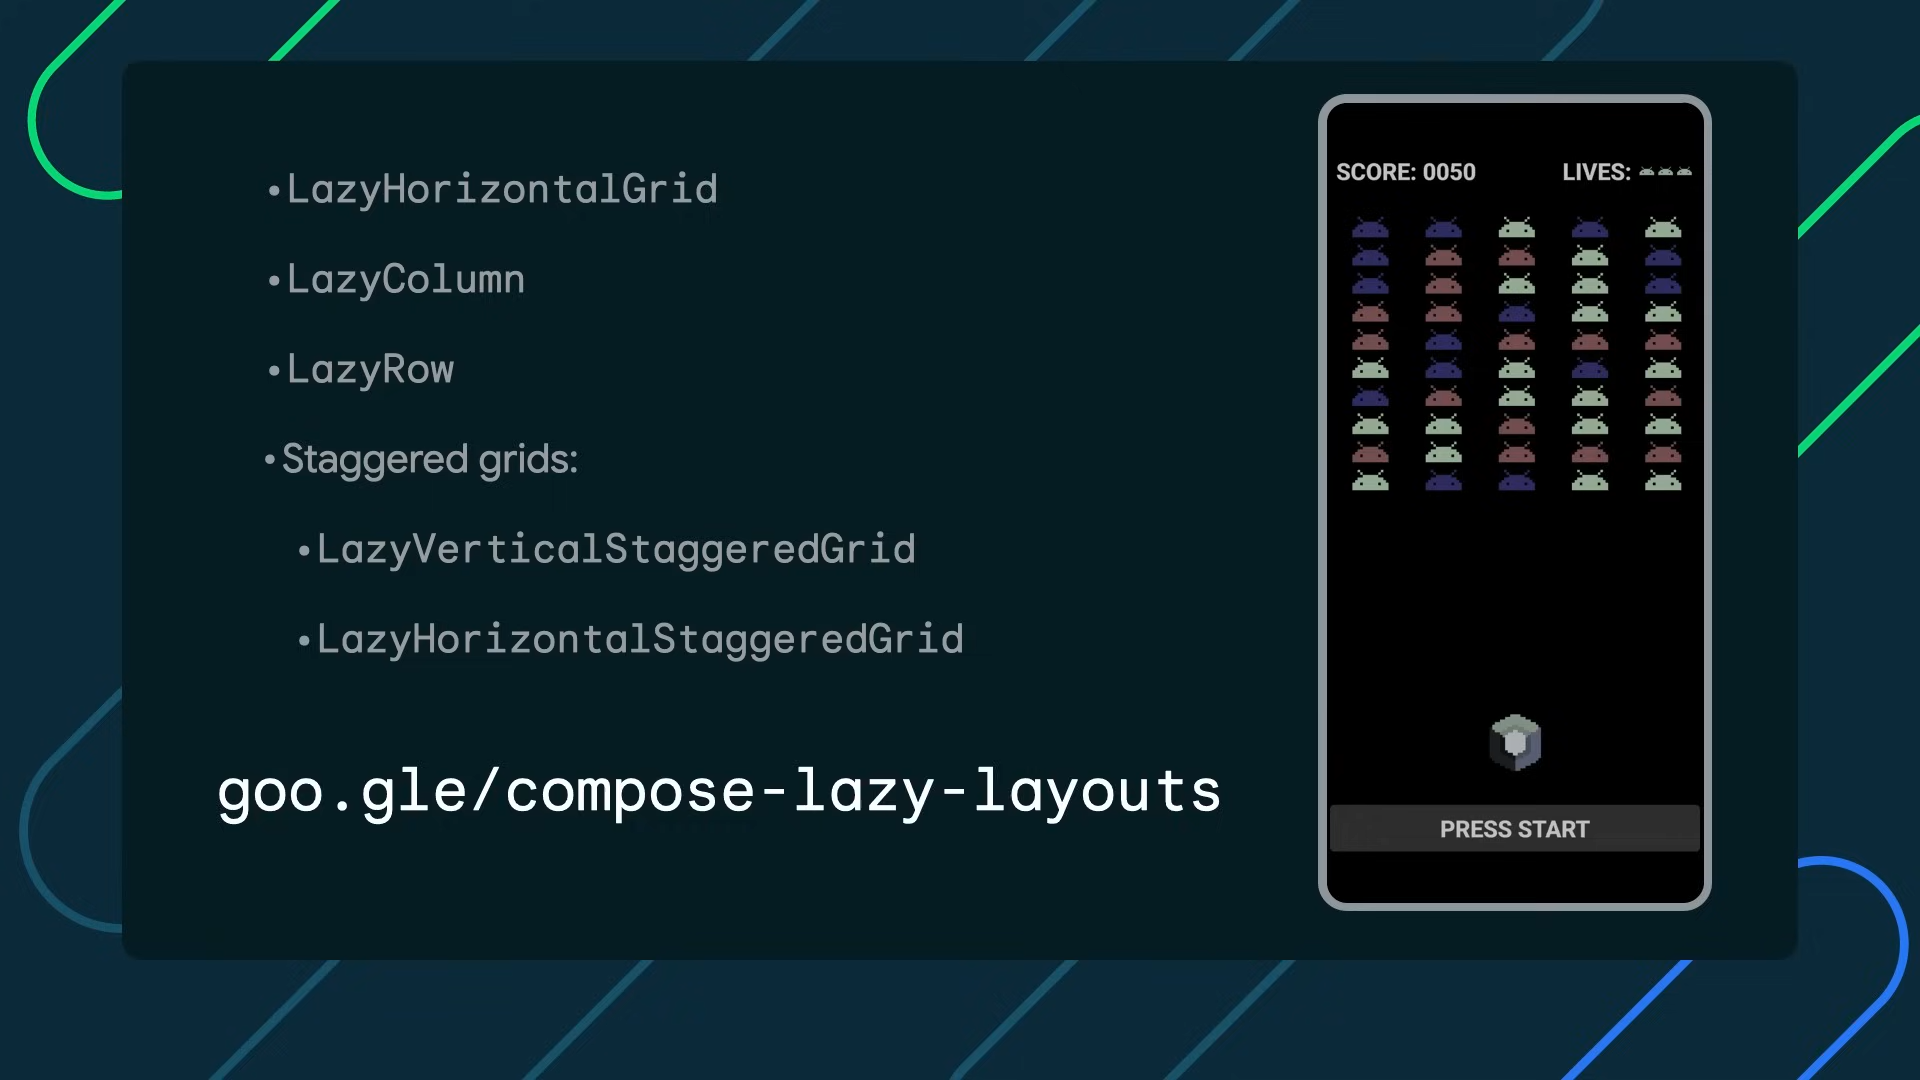 •LazyHorizontalGrid
•LazyColumn
•LazyRow
•Staggered grids:
•LazyVerticalStaggeredGrid
•LazyHorizontalStaggeredGrid
goo.gle/compose-lazy-layouts
SCORE: 0050 LIVES:
PRESS START